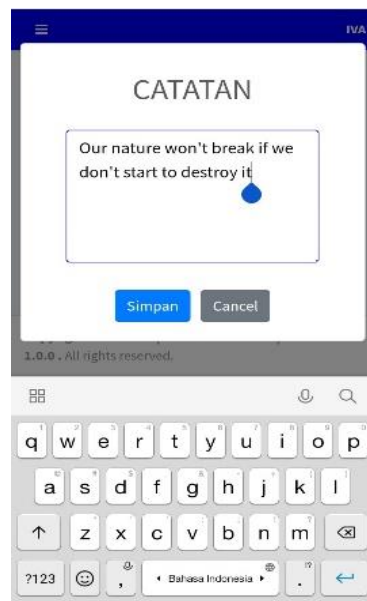 IVA
CATATAN
Our nature won't break if we
don't start to destroy it
Simpan Cancel
1.0.0 . All rights reserved.
q w e r t y u i o p
a s d f g h j k l
z x c v b n m
?123 , Bahasa Indonesia .